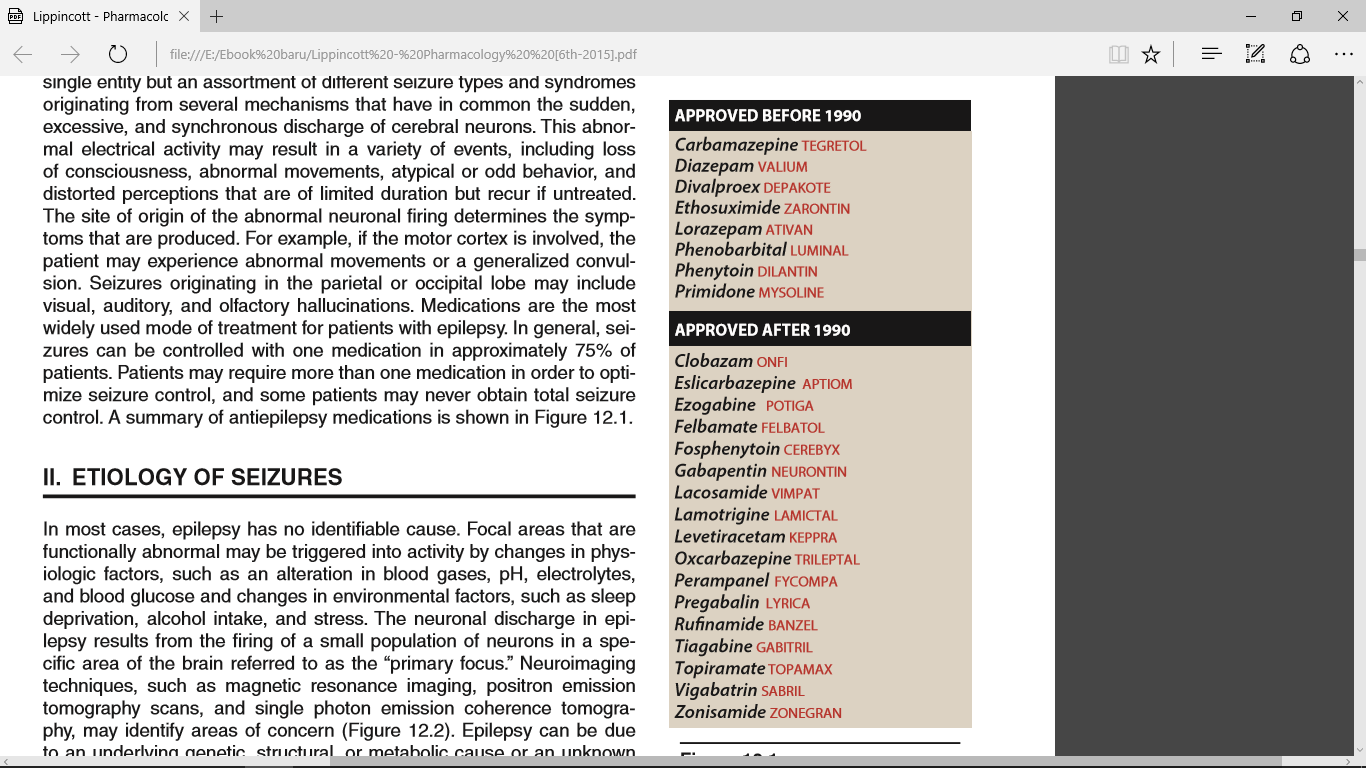 Lippincott - Pharmacolc
file:///E:/Ebook%20baru/Lippincott%20-%20Pharmacology%20%20[6th-2015].pdf
single entity but an assortment of different seizure types and syndromes
originating from several mechanisms that have in common the sudden,
excessive, and synchronous discharge of cerebral neurons. This abnor-
mal electrical activity may result in a variety of events, including loss
of consciousness, abnormal movements, atypical or odd behavior, and
distorted perceptions that are of limited duration but recur if untreated.
The site of origin of the abnormal neuronal firing determines the symp-
toms that are produced. For example, if the motor cortex is involved, the
patient may experience abnormal movements or a generalized convul-
sion. Seizures originating in the parietal or occipital lobe may include
visual, auditory, and olfactory hallucinations. Medications are the most
widely used mode of treatment for patients with epilepsy. In general, sei-
zures can be controlled with one medication in approximately 75% of
patients. Patients may require more than one medication in order to opti-
mize seizure control, and some patients may never obtain total seizure
control. A summary of antiepilepsy medications is shown in Figure 12.1.
II. ETIOLOGY OF SEIZURES
In most cases, epilepsy has no identifiable cause. Focal areas that are
functionally abnormal may be triggered into activity by changes in phys-
iologic factors, such as an alteration in blood gases, pH, electrolytes,
and blood glucose and changes in environmental factors, such as sleep
deprivation, alcohol intake, and stress. The neuronal discharge in epi-
lepsy results from the firing of a small population of neurons in a spe-
cific area of the brain referred to as the “primary focus.” Neuroimaging
techniques, such as magnetic resonance imaging, positron emission
tomography scans, and single photon emission coherence tomogra-
phy, may identify areas of concern (Figure 12.2). Epilepsy can be due
to an underlying genetic, structural, or metabolic cause or an unknown
APPROVED BEFORE 1990
Carbamazepine TEGRETOL
Diazepam VALIUM
Divalproex DEPAKOTE
Ethosuximide ZARONTIN
Lorazepam ATIVAN
Phenobarbital LUMINAL
Phenytoin DILANTIN
Primidone MYSOLINE
APPROVED AFTER 1990
Clobazam ONFI
Eslicarbazepine APTIOM
Ezogabine POTIGA
Felbamate FELBATOL
Fosphenytoin CEREBYX
Gabapentin NEURONTIN
Lacosamide VIMPAT
Lamotrigine LAMICTAL
Levetiracetam KEPPRA
Oxcarbazepine TRILEPTAL
Perampanel FYCOMPA
Pregabalin LYRICA
Rufinamide BANZEL
Tiagabine GABITRIL
Topiramate TOPAMAX
Vigabatrin SABRIL
Zonisamide ZONEGRAN